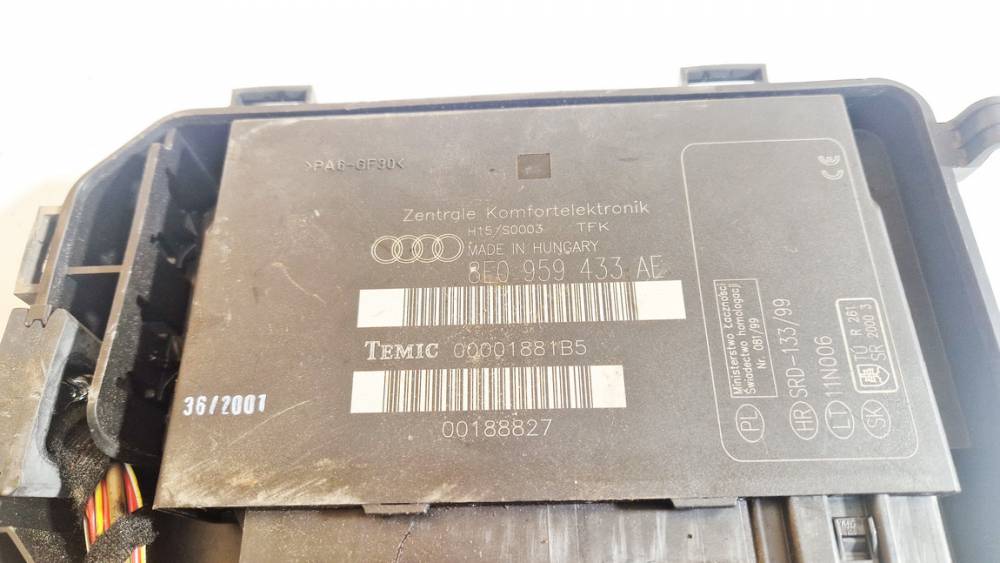 >PA6-GF30<
Zentrale Komfortelektronik
H15/S0003 TFK
MADE IN HUNGARY
8E0 959 433 AE
TEMIC 00001881B5
00188827
36/2001
CE
Ministerstwo Łączności
Świadectwo homologacji
Nr. 081/99
PL
HR SRD-133/99
LT 11N006
SK TÚ R 261
SR 2000 3